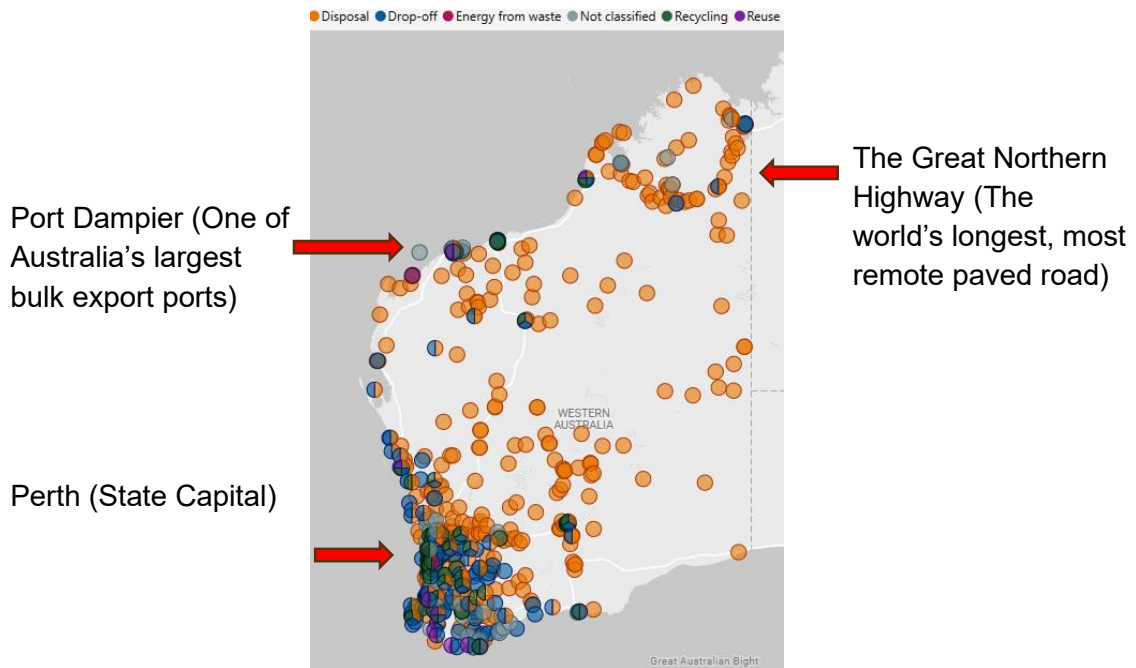 Disposal Drop-off Energy from waste Not classified Recycling Reuse
Port Dampier (One of
Australia’s largest
bulk export ports)
The Great Northern
Highway (The
world’s longest, most
remote paved road)
WESTERN
AUSTRALIA
Perth (State Capital)
Great Australian Bight